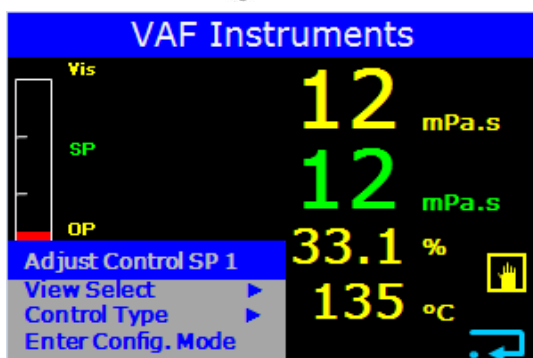 VAF Instruments
Vis
12 mPa.s
SP
12 mPa.s
OP
33.1 %
135 ºC
Adjust Control SP 1
View Select
Control Type
Enter Config. Mode